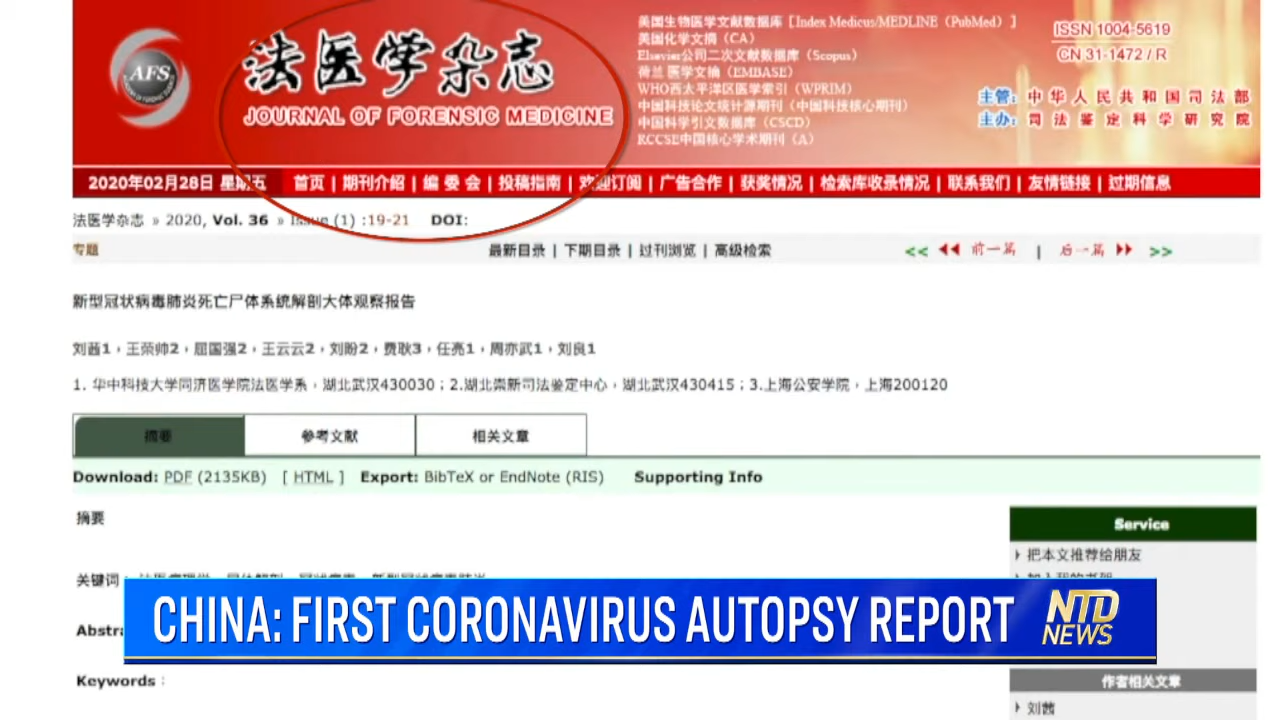 AFS
法医学杂志
JOURNAL OF FORENSIC MEDICINE
美国生物医学文献数据库［Index Medicus/MEDLINE（PubMed）］
美国化学文摘（CA）
Elsevier公司二次文献数据库（Scopus）
荷兰 医学文摘（EMBASE）
WHO西太平洋区医学索引（WPRIM）
中国科技论文统计源期刊（中国科技核心期刊）
中国科学引文数据库（CSCD）
RCCSE中国核心学术期刊（A）
ISSN 1004-5619
CN 31-1472 / R
主管：中华人民共和国司法部
主办：司法鉴定科学研究院
2020年02月28日 星期五 首页 | 期刊介绍 | 编 委 会 | 投稿指南 | 欢迎订阅 | 广告合作 | 获奖情况 | 检索库收录情况 | 联系我们 | 友情链接 | 过期信息
法医学杂志 » 2020, Vol. 36 » Issue (1) :19-21 DOI:
专题 最新目录 | 下期目录 | 过刊浏览 | 高级检索 << 前一篇 | 后一篇 >>
新型冠状病毒肺炎死亡尸体系统解剖大体观察报告
刘茜1，王荣帅2，屈国强2，王云云2，刘盼2，费耿3，任亮1，周亦武1，刘良1
1. 华中科技大学同济医学院法医学系，湖北武汉430030；2.湖北崇新司法鉴定中心，湖北武汉430415；3.上海公安学院，上海200120
摘要 参考文献 相关文章
Download: PDF (2135KB) [ HTML ] Export: BibTeX or EndNote (RIS) Supporting Info
摘要
Service
把本文推荐给朋友
关键词：
CHINA: FIRST CORONAVIRUS AUTOPSY REPORT
NTD
NEWS
Abstra
Keywords :
作者相关文章
刘茜